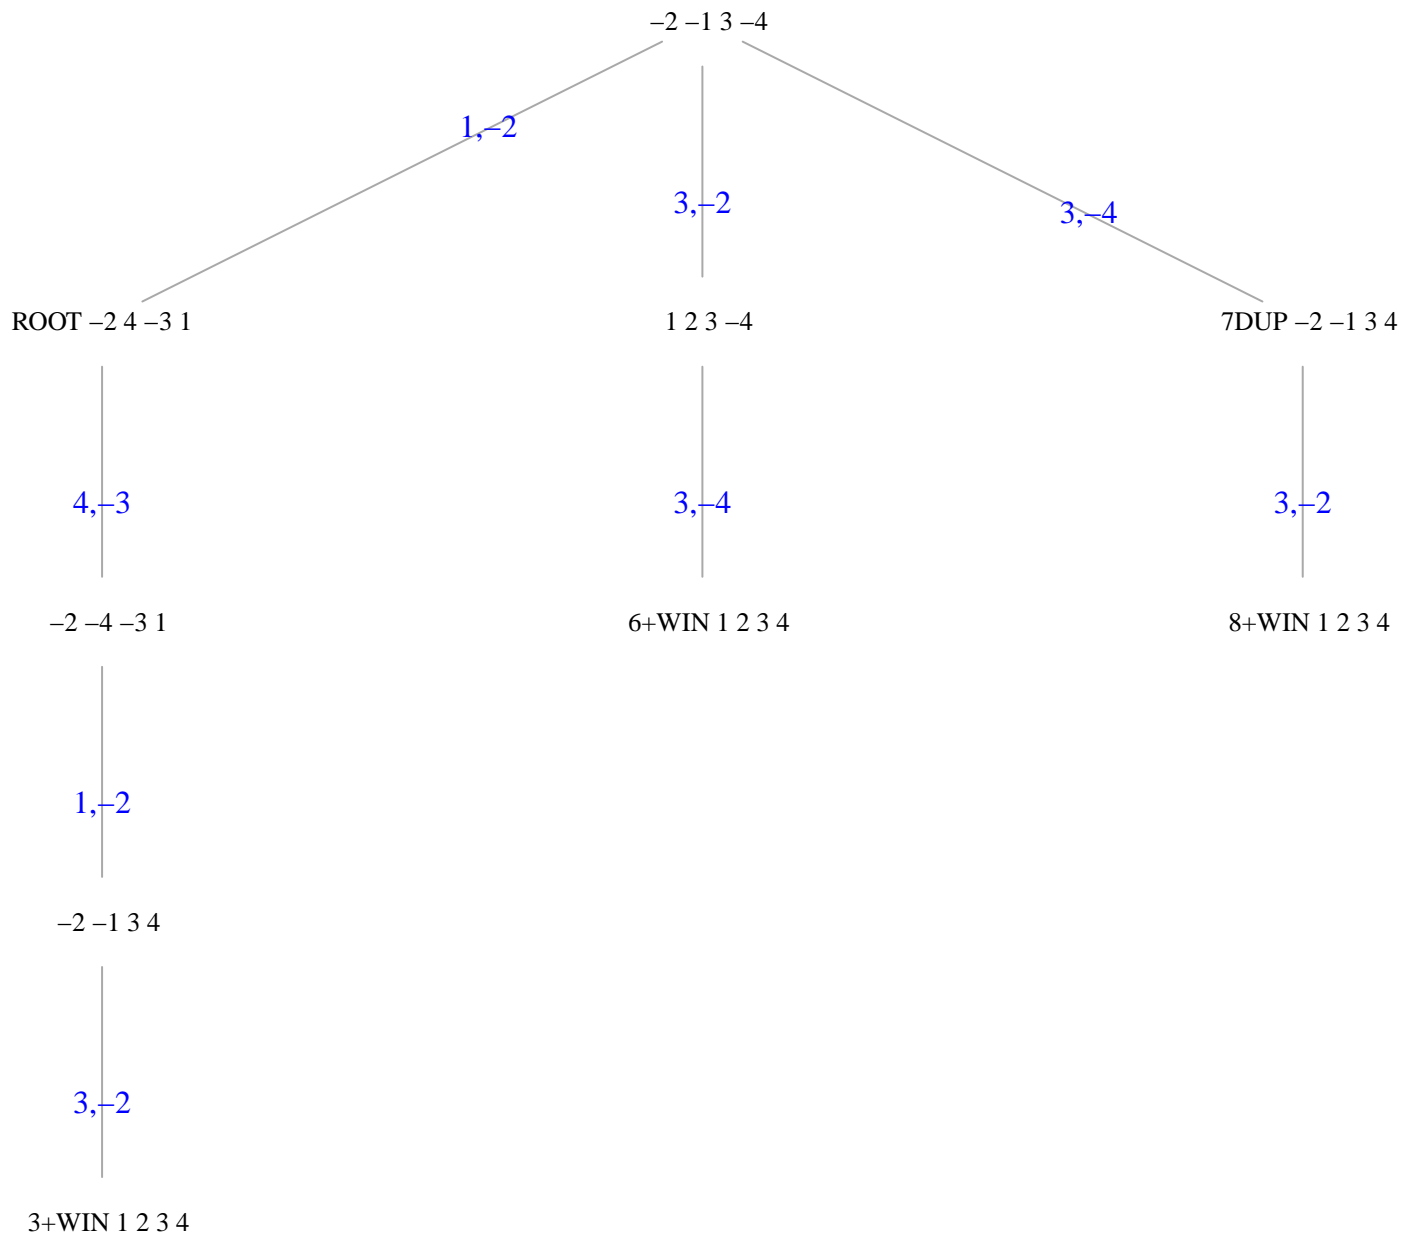 –2 –1 3 –4
1,–2
3,–2
3,–4
ROOT –2 4 –3 1
1 2 3 –4
7DUP –2 –1 3 4
4,–3
3,–4
3,–2
–2 –4 –3 1
6+WIN 1 2 3 4
8+WIN 1 2 3 4
1,–2
–2 –1 3 4
3,–2
3+WIN 1 2 3 4